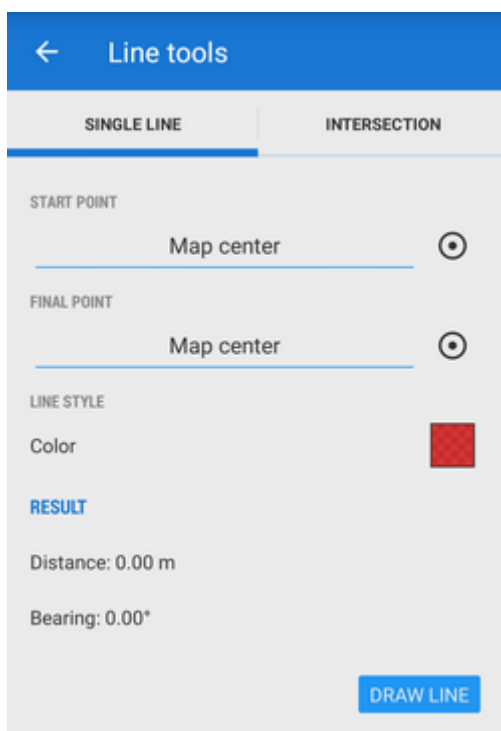 Line tools
SINGLE LINE
INTERSECTION
START POINT
Map center
FINAL POINT
Map center
LINE STYLE
Color
RESULT
Distance: 0.00 m
Bearing: 0.00°
DRAW LINE